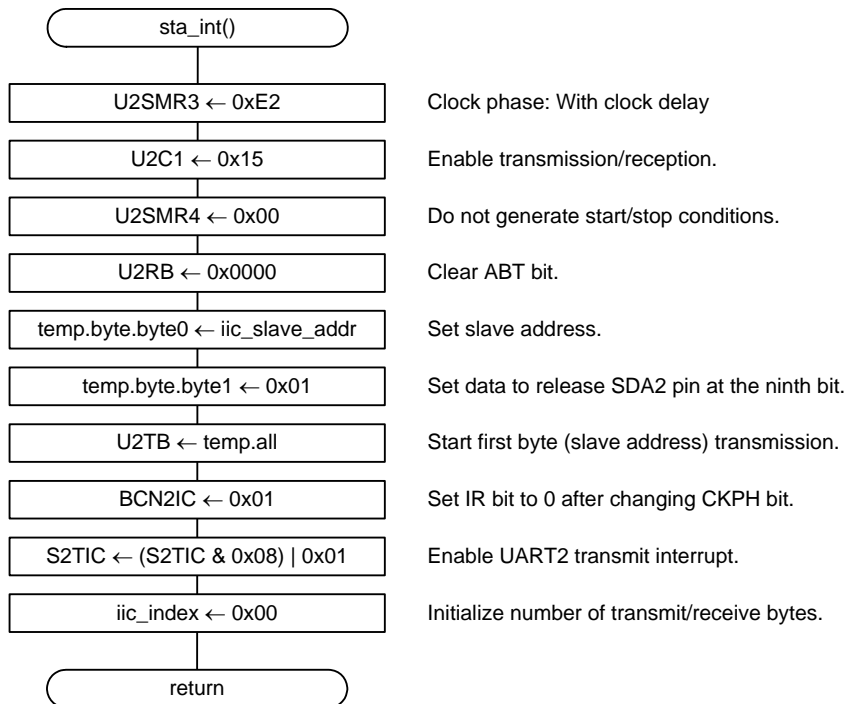 sta_int()
U2SMR3 ← 0xE2 Clock phase: With clock delay
U2C1 ← 0x15 Enable transmission/reception.
U2SMR4 ← 0x00 Do not generate start/stop conditions.
U2RB ← 0x0000 Clear ABT bit.
temp.byte.byte0 ← iic_slave_addr Set slave address.
temp.byte.byte1 ← 0x01 Set data to release SDA2 pin at the ninth bit.
U2TB ← temp.all Start first byte (slave address) transmission.
BCN2IC ← 0x01 Set IR bit to 0 after changing CKPH bit.
S2TIC ← (S2TIC & 0x08) | 0x01 Enable UART2 transmit interrupt.
iic_index ← 0x00 Initialize number of transmit/receive bytes.
return